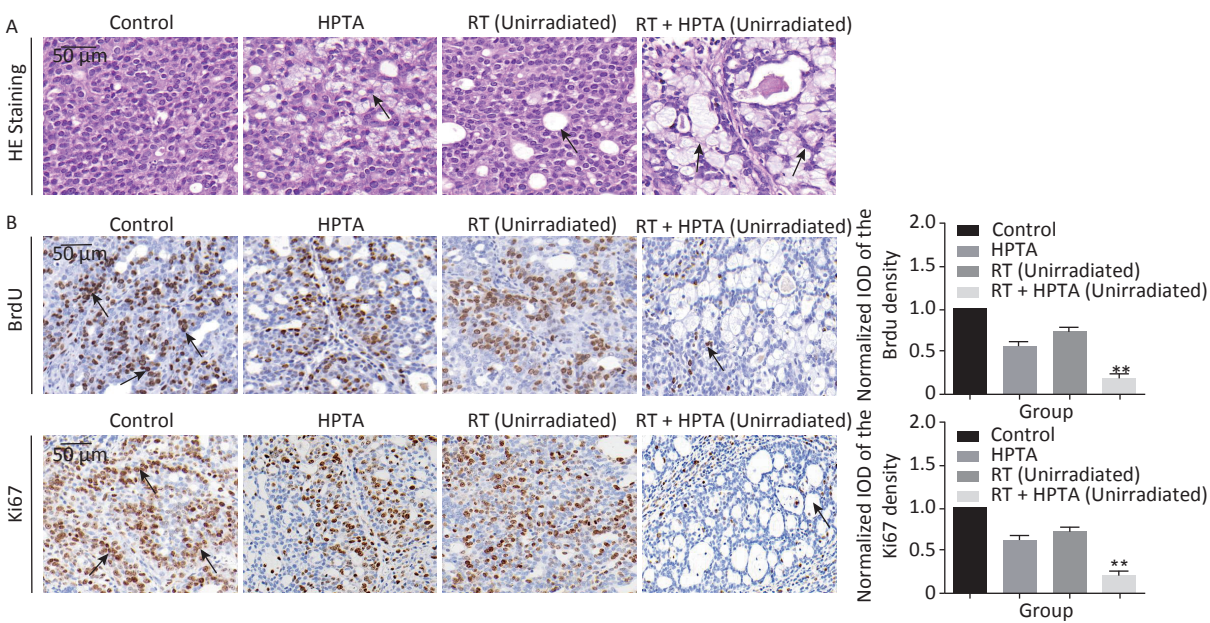 A
Control
HPTA
RT (Unirradiated)
RT + HPTA (Unirradiated)
HE Staining
50 μm
B
Control
HPTA
RT (Unirradiated)
RT + HPTA (Unirradiated)
BrdU
50 μm
Normalized IOD of the
Brdu density
2.0
1.5
1.0
0.5
0
Control
HPTA
RT (Unirradiated)
RT + HPTA (Unirradiated)
**
Group
Control
HPTA
RT (Unirradiated)
RT + HPTA (Unirradiated)
Ki67
50 μm
Normalized IOD of the
Ki67 density
2.0
1.5
1.0
0.5
0
Control
HPTA
RT (Unirradiated)
RT + HPTA (Unirradiated)
**
Group